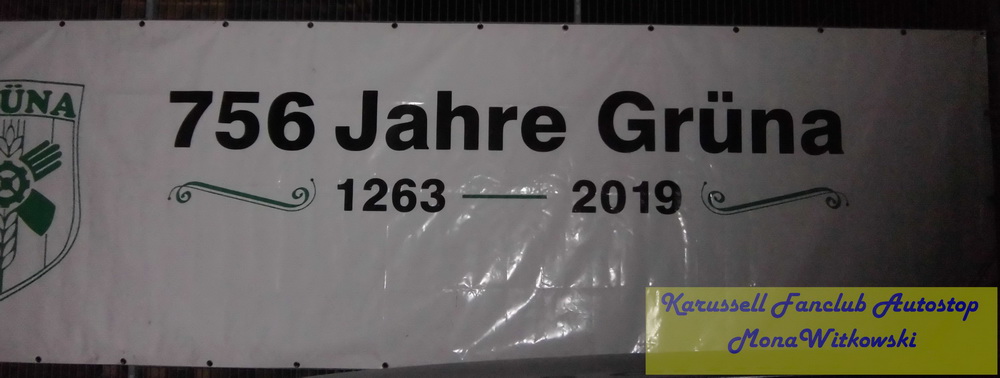 ÜNA
756 Jahre Grüna
1263 — 2019
Karussell Fanclub Autostop
MonaWitkowski